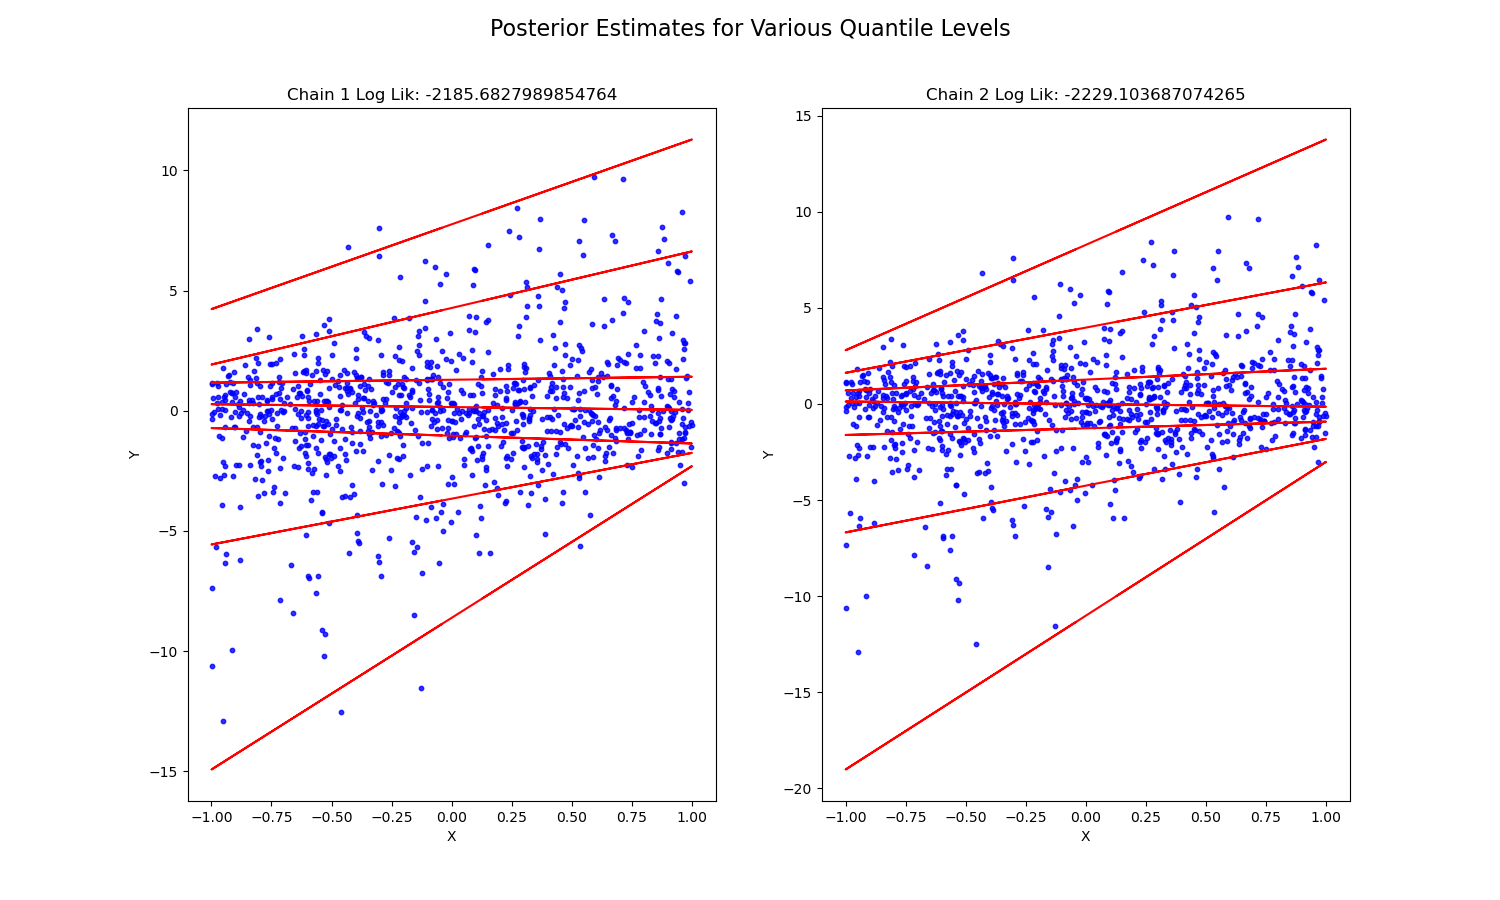 Posterior Estimates for Various Quantile Levels
Chain 1 Log Lik: -2185.6827989854764
10
5
0
−5
−10
−15
Y
−1.00 −0.75 −0.50 −0.25 0.00 0.25 0.50 0.75 1.00
X
Chain 2 Log Lik: -2229.103687074265
15
10
5
0
−5
−10
−15
−20
Y
−1.00 −0.75 −0.50 −0.25 0.00 0.25 0.50 0.75 1.00
X